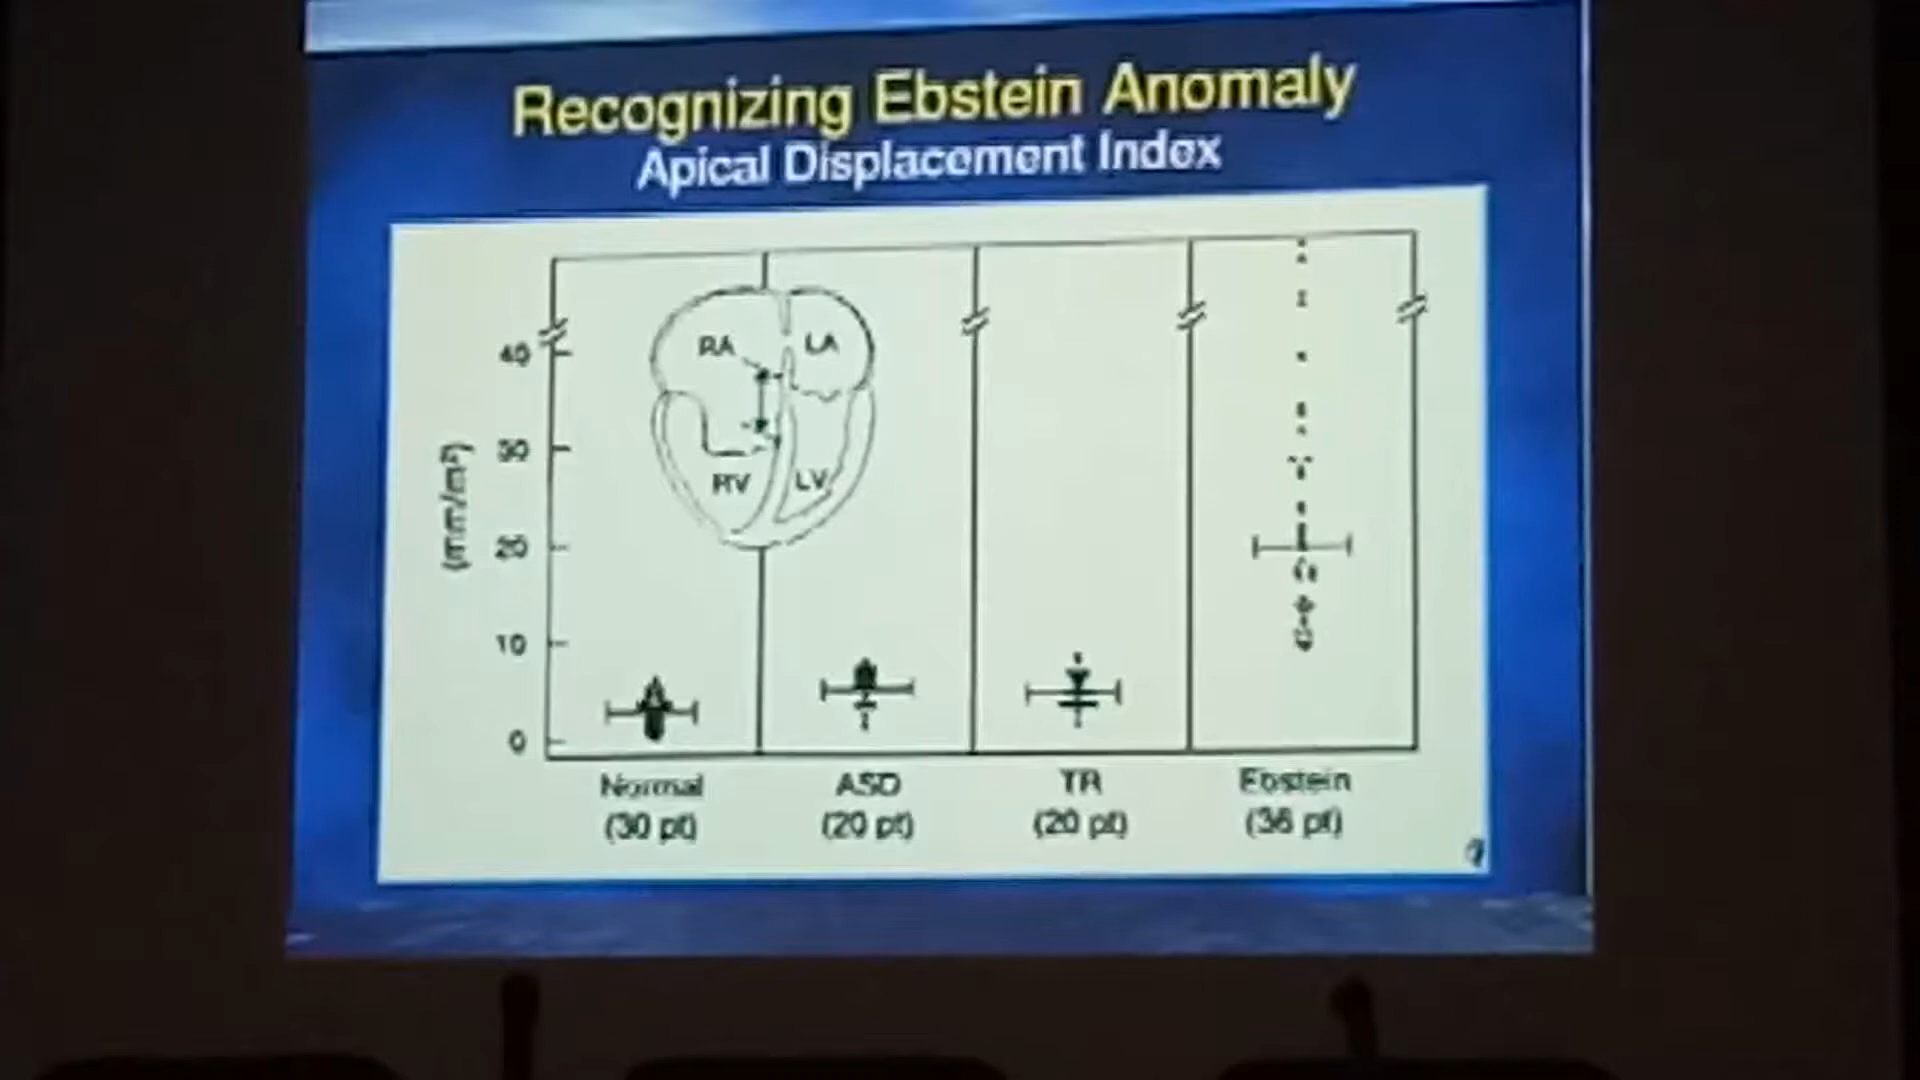 Recognizing Ebstein Anomaly
Apical Displacement Index
RA LA
RV LV
(mm/m²)
40
30
20
10
0
Normal ASD TR Ebstein
(30 pt) (20 pt) (20 pt) (36 pt)